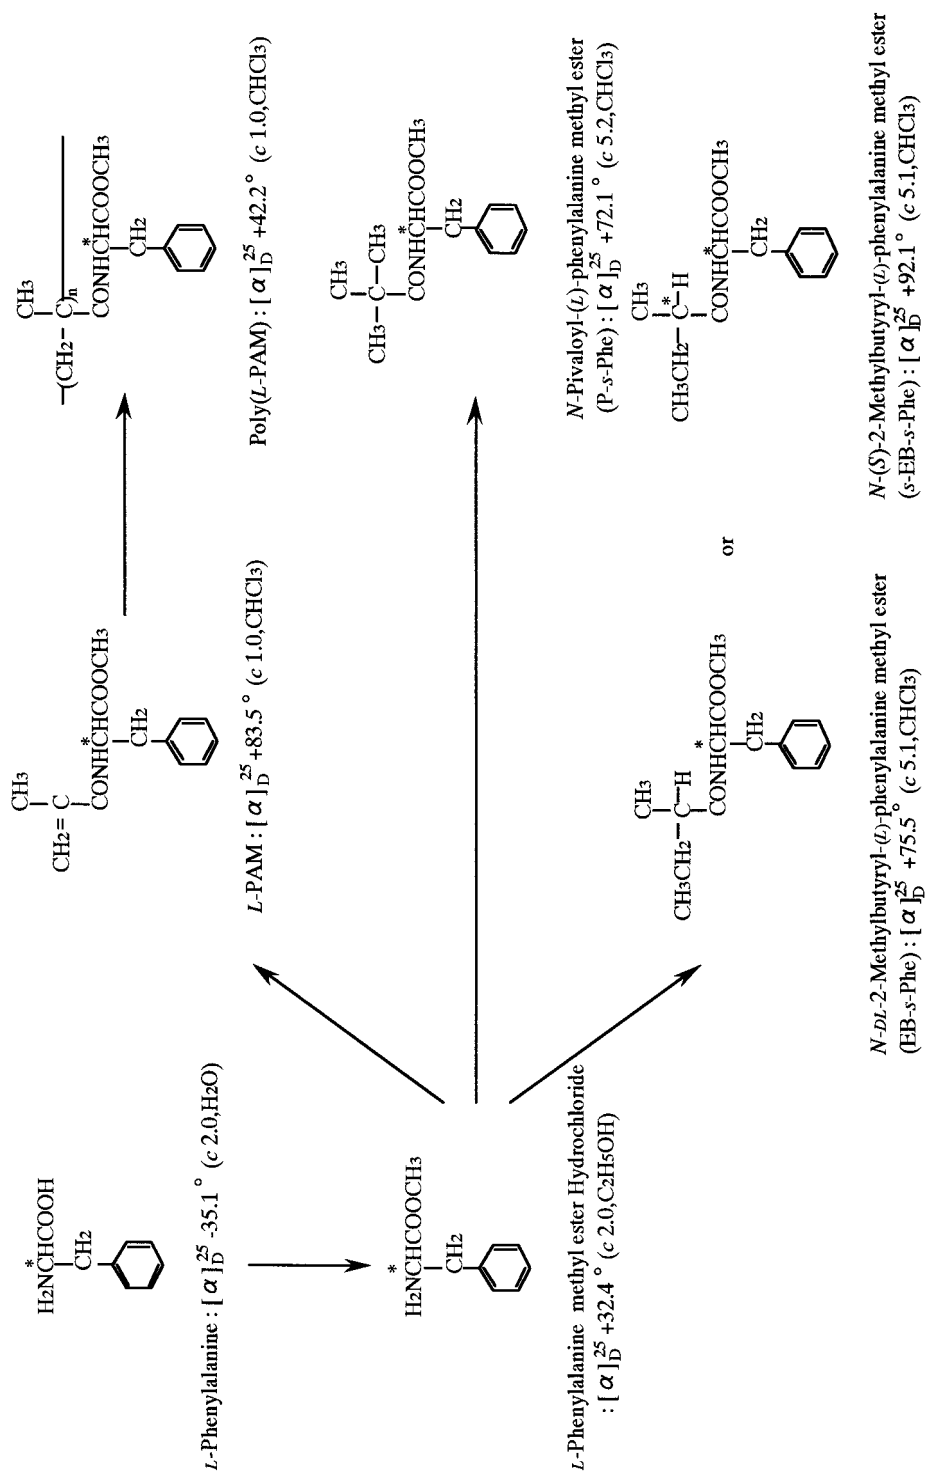 H2NCHCOOH
*
CH2
L-Phenylalanine : [α]D25 -35.1° (c 2.0,H2O)
H2NCHCOOCH3
*
CH2
L-Phenylalanine methyl ester Hydrochloride
: [α]D25 +32.4° (c 2.0,C2H5OH)
CH3
CH2=C
CONHCHCOOCH3
*
CH2
L-PAM : [α]D25 +83.5° (c 1.0,CHCl3)
CH3
(CH2-C)n
CONHCHCOOCH3
*
CH2
Poly(L-PAM) : [α]D25 +42.2° (c 1.0,CHCl3)
CH3
CH3-C-CH3
CONHCHCOOCH3
*
CH2
N-Pivaloyl-(L)-phenylalanine methyl ester
(P-s-Phe) : [α]D25 +72.1° (c 5.2,CHCl3)
CH3
CH3CH2-C-H
CONHCHCOOCH3
*
CH2
N-DL-2-Methylbutyryl-(L)-phenylalanine methyl ester
(EB-s-Phe) : [α]D25 +75.5° (c 5.1,CHCl3)
or
CH3
*
CH3CH2-C-H
CONHCHCOOCH3
*
CH2
N-(S)-2-Methylbutyryl-(L)-phenylalanine methyl ester
(s-EB-s-Phe) : [α]D25 +92.1° (c 5.1,CHCl3)